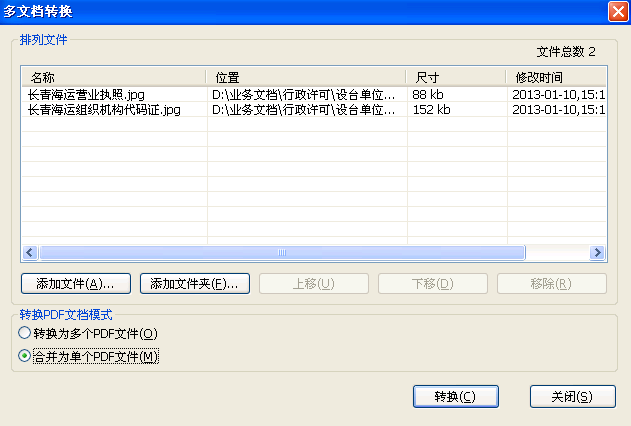 多文档转换
排列文件
文件总数 2
名称 位置 尺寸 修改时间
长青海运营业执照.jpg D:\业务文档\行政许可\设台单位... 88 kb 2013-01-10,15:1
长青海运组织机构代码证.jpg D:\业务文档\行政许可\设台单位... 152 kb 2013-01-10,15:1
添加文件(A)... 添加文件夹(F)... 上移(U) 下移(D) 移除(R)
转换PDF文档模式
转换为多个PDF文件(O)
合并为单个PDF文件(M)
转换(C) 关闭(S)